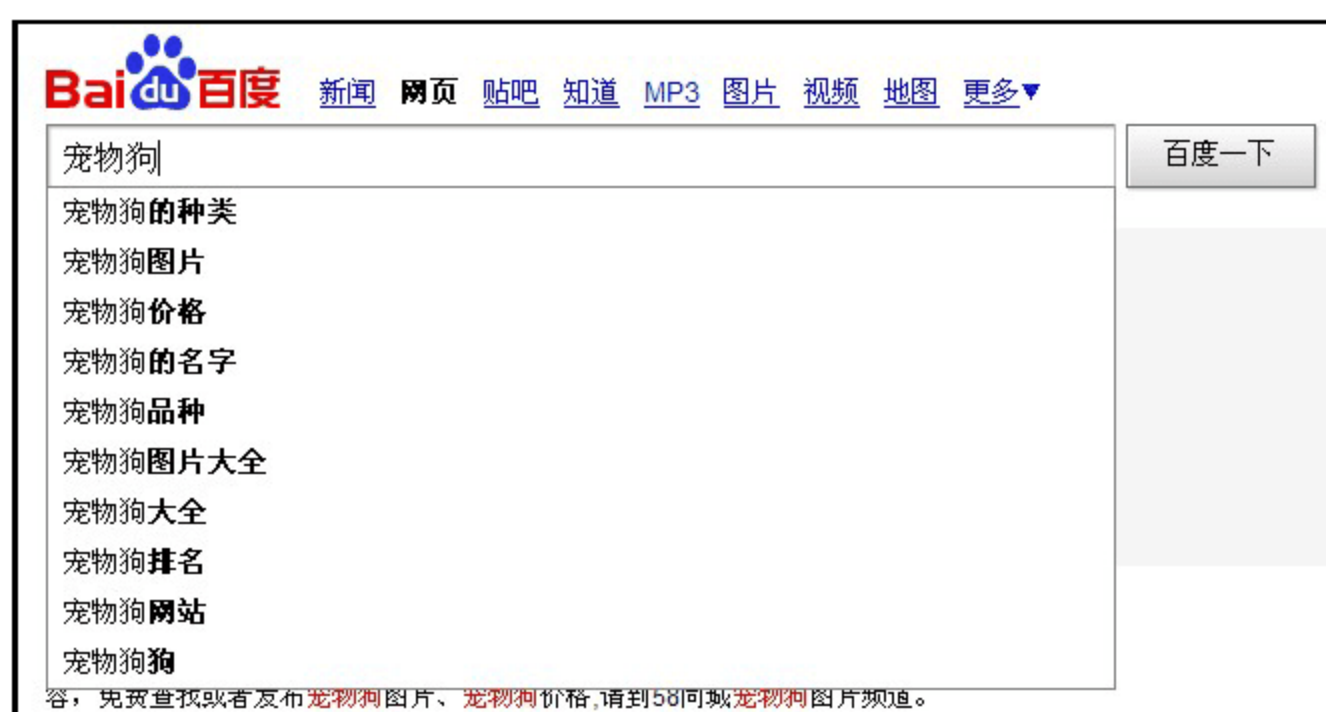 Bai du 百度 新闻 网页 贴吧 知道 MP3 图片 视频 地图 更多▼
宠物狗 百度一下
宠物狗的种类
宠物狗图片
宠物狗价格
宠物狗的名字
宠物狗品种
宠物狗图片大全
宠物狗大全
宠物狗排名
宠物狗网站
宠物狗狗
容，免费查找或者发布宠物狗图片、宠物狗价格,请到58同城宠物狗图片频道。